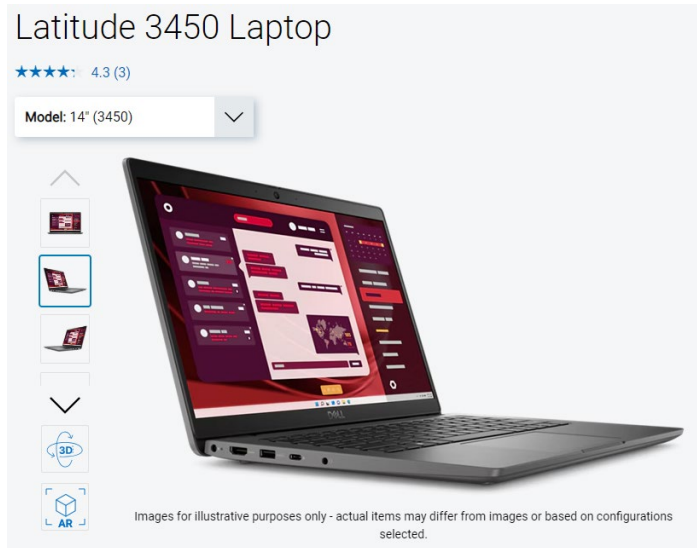 Latitude 3450 Laptop
4.3 (3)
Model: 14" (3450)
DELL
3D
AR
Images for illustrative purposes only - actual items may differ from images or based on configurations
selected.